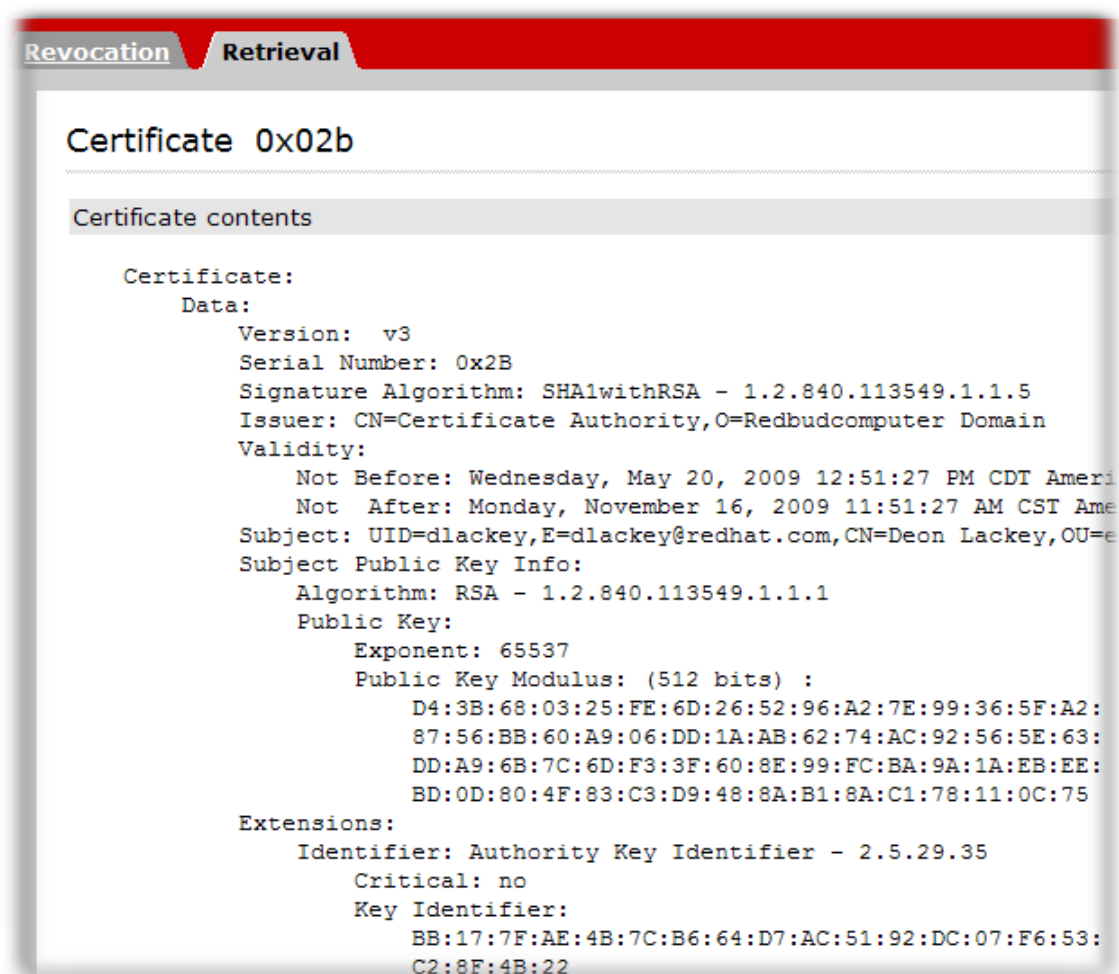 Revocation Retrieval
Certificate 0x02b
Certificate contents
Certificate:
Data:
Version: v3
Serial Number: 0x2B
Signature Algorithm: SHA1withRSA - 1.2.840.113549.1.1.5
Issuer: CN=Certificate Authority,O=Redbudcomputer Domain
Validity:
Not Before: Wednesday, May 20, 2009 12:51:27 PM CDT Ameri
Not After: Monday, November 16, 2009 11:51:27 AM CST Ame
Subject: UID=dlackey,E=dlackey@redhat.com,CN=Deon Lackey,OU=e
Subject Public Key Info:
Algorithm: RSA - 1.2.840.113549.1.1.1
Public Key:
Exponent: 65537
Public Key Modulus: (512 bits) :
D4:3B:68:03:25:FE:6D:26:52:96:A2:7E:99:36:5F:A2:
87:56:BB:60:A9:06:DD:1A:AB:62:74:AC:92:56:5E:63:
DD:A9:6B:7C:6D:F3:3F:60:8E:99:FC:BA:9A:1A:EB:EE:
BD:0D:80:4F:83:C3:D9:48:8A:B1:8A:C1:78:11:0C:75
Extensions:
Identifier: Authority Key Identifier - 2.5.29.35
Critical: no
Key Identifier:
BB:17:7F:AE:4B:7C:B6:64:D7:AC:51:92:DC:07:F6:53:
C2:8F:4B:22